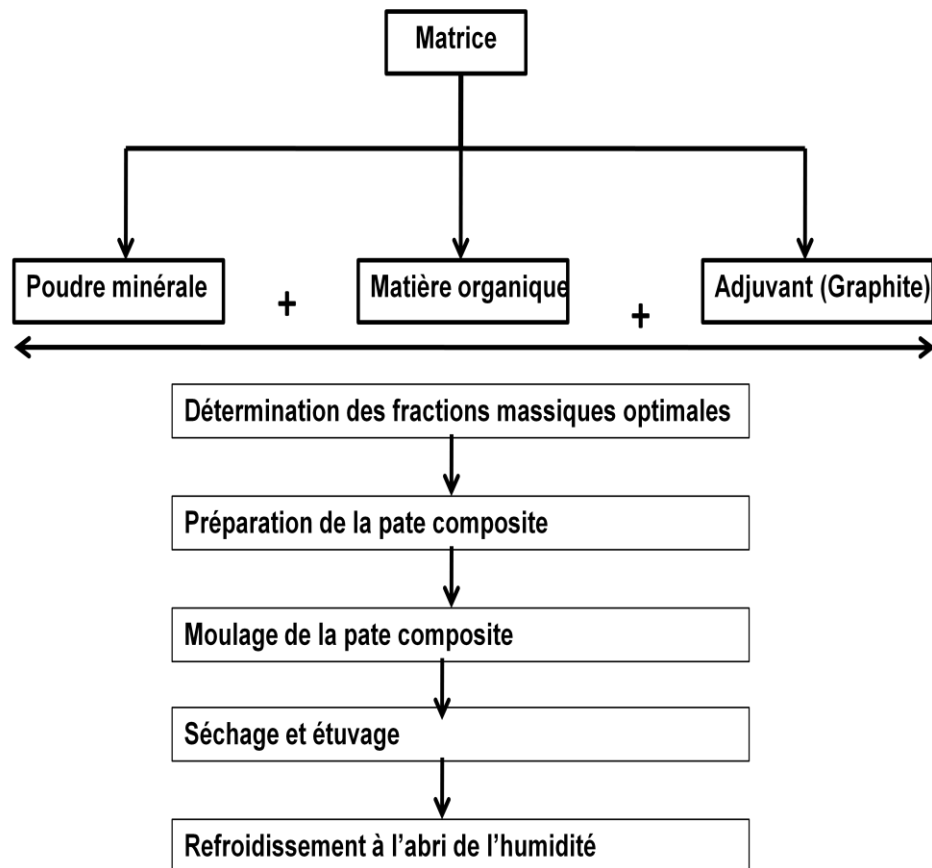 Matrice
Poudre minérale + Matière organique + Adjuvant (Graphite)
Détermination des fractions massiques optimales
Préparation de la pate composite
Moulage de la pate composite
Séchage et étuvage
Refroidissement à l'abri de l'humidité